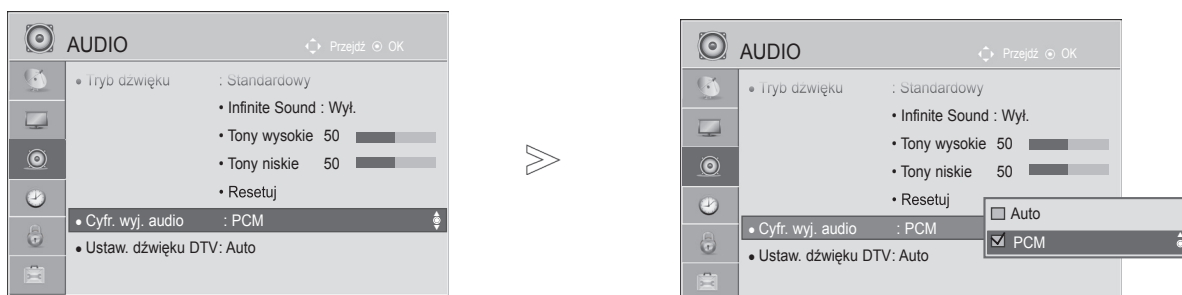 AUDIO
Przejdź OK
• Tryb dźwięku : Standardowy
• Infinite Sound : Wył.
• Tony wysokie 50
• Tony niskie 50
• Resetuj
• Cyfr. wyj. audio : PCM
• Ustaw. dźwięku DTV: Auto
AUDIO
Przejdź OK
• Tryb dźwięku : Standardowy
• Infinite Sound : Wył.
• Tony wysokie 50
• Tony niskie 50
• Resetuj
• Cyfr. wyj. audio : PCM
• Ustaw. dźwięku DTV: Auto
Auto
PCM